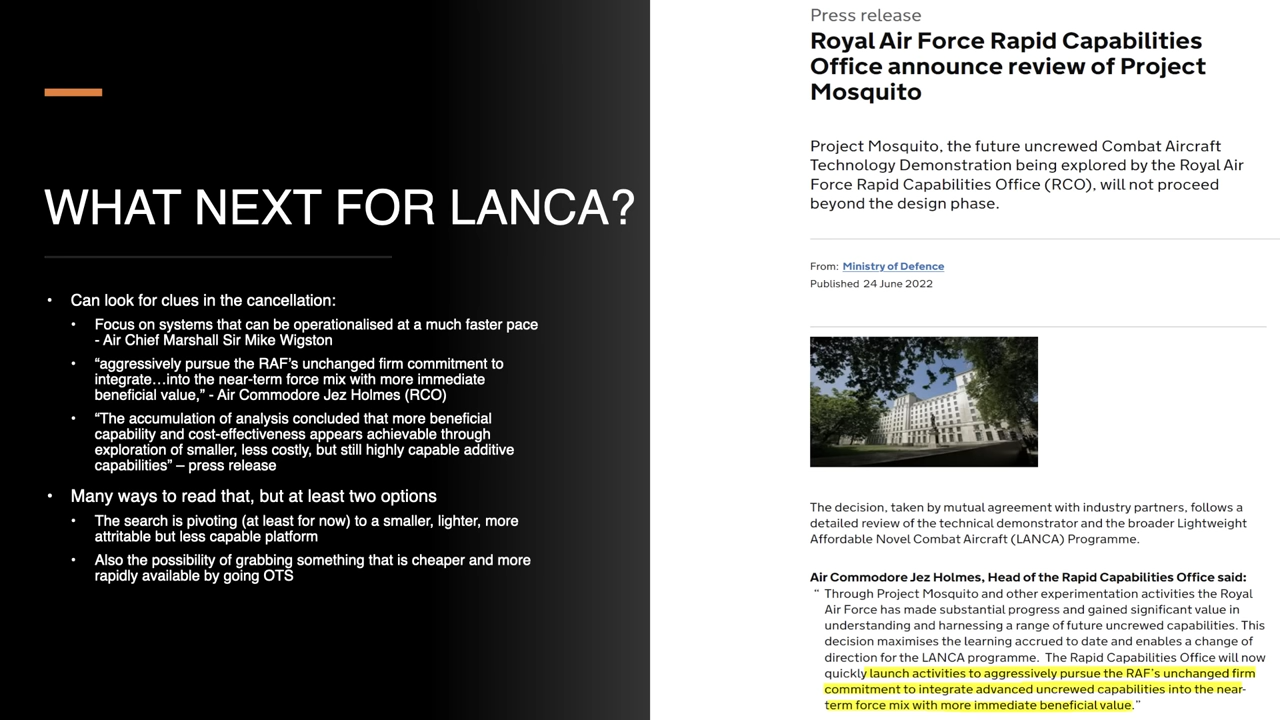 WHAT NEXT FOR LANCA?
• Can look for clues in the cancellation:
• Focus on systems that can be operationalised at a much faster pace
- Air Chief Marshall Sir Mike Wigston
• “aggressively pursue the RAF’s unchanged firm commitment to
integrate…into the near-term force mix with more immediate
beneficial value,” - Air Commodore Jez Holmes (RCO)
• “The accumulation of analysis concluded that more beneficial
capability and cost-effectiveness appears achievable through
exploration of smaller, less costly, but still highly capable additive
capabilities” – press release
• Many ways to read that, but at least two options
• The search is pivoting (at least for now) to a smaller, lighter, more
attritable but less capable platform
• Also the possibility of grabbing something that is cheaper and more
rapidly available by going OTS
Press release
Royal Air Force Rapid Capabilities
Office announce review of Project
Mosquito
Project Mosquito, the future uncrewed Combat Aircraft
Technology Demonstration being explored by the Royal Air
Force Rapid Capabilities Office (RCO), will not proceed
beyond the design phase.
From: Ministry of Defence
Published 24 June 2022
The decision, taken by mutual agreement with industry partners, follows a
detailed review of the technical demonstrator and the broader Lightweight
Affordable Novel Combat Aircraft (LANCA) Programme.
Air Commodore Jez Holmes, Head of the Rapid Capabilities Office said:
“ Through Project Mosquito and other experimentation activities the Royal
Air Force has made substantial progress and gained significant value in
understanding and harnessing a range of future uncrewed capabilities. This
decision maximises the learning accrued to date and enables a change of
direction for the LANCA programme. The Rapid Capabilities Office will now
quickly launch activities to aggressively pursue the RAF’s unchanged firm
commitment to integrate advanced uncrewed capabilities into the near-
term force mix with more immediate beneficial value.”